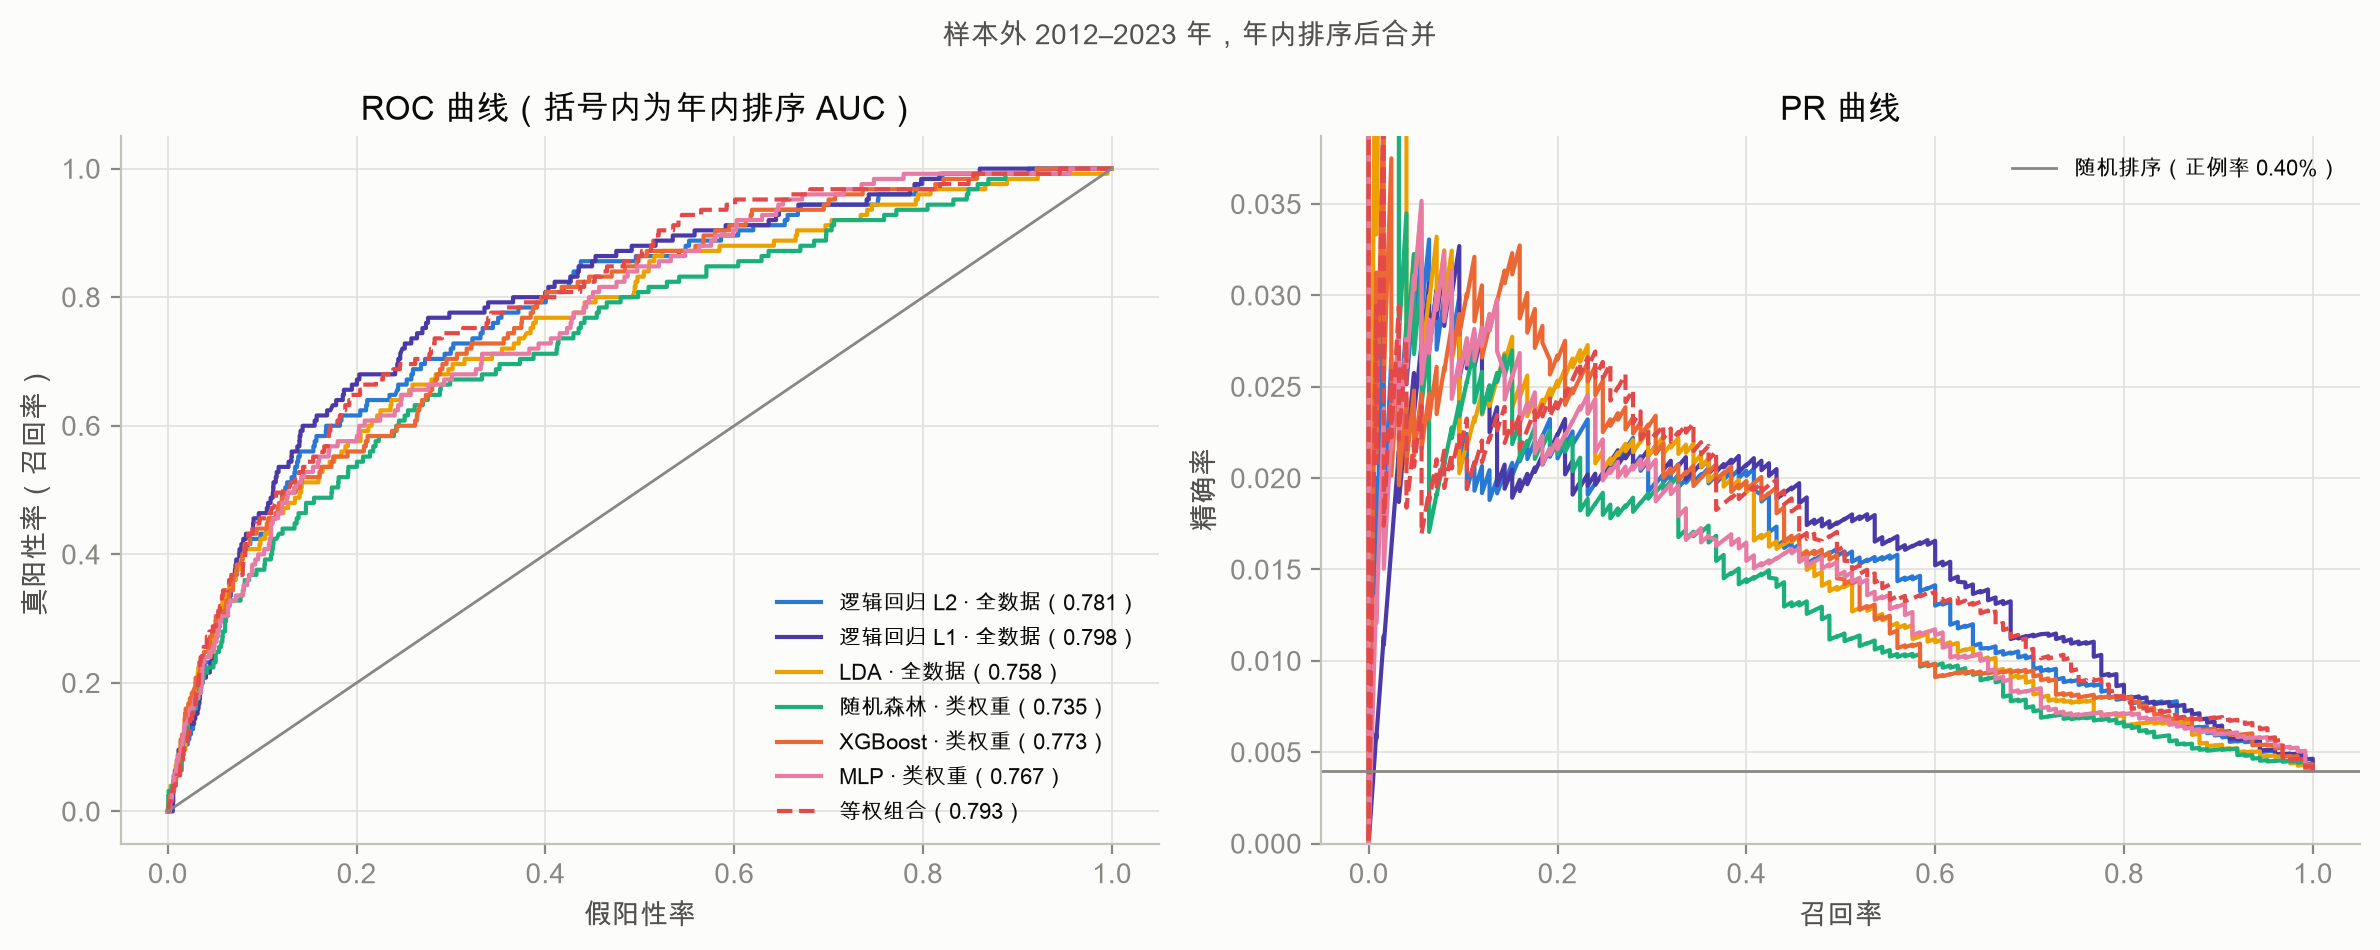 样本外 2012–2023 年，年内排序后合并
ROC 曲线（括号内为年内排序 AUC）
真阳性率（召回率）
1.0
0.8
0.6
0.4
0.2
0.0
0.0 0.2 0.4 0.6 0.8 1.0
假阳性率
逻辑回归 L2 · 全数据（0.781）
逻辑回归 L1 · 全数据（0.798）
LDA · 全数据（0.758）
随机森林 · 类权重（0.735）
XGBoost · 类权重（0.773）
MLP · 类权重（0.767）
等权组合（0.793）
PR 曲线
精确率
0.035
0.030
0.025
0.020
0.015
0.010
0.005
0.000
0.0 0.2 0.4 0.6 0.8 1.0
召回率
随机排序（正例率 0.40%）